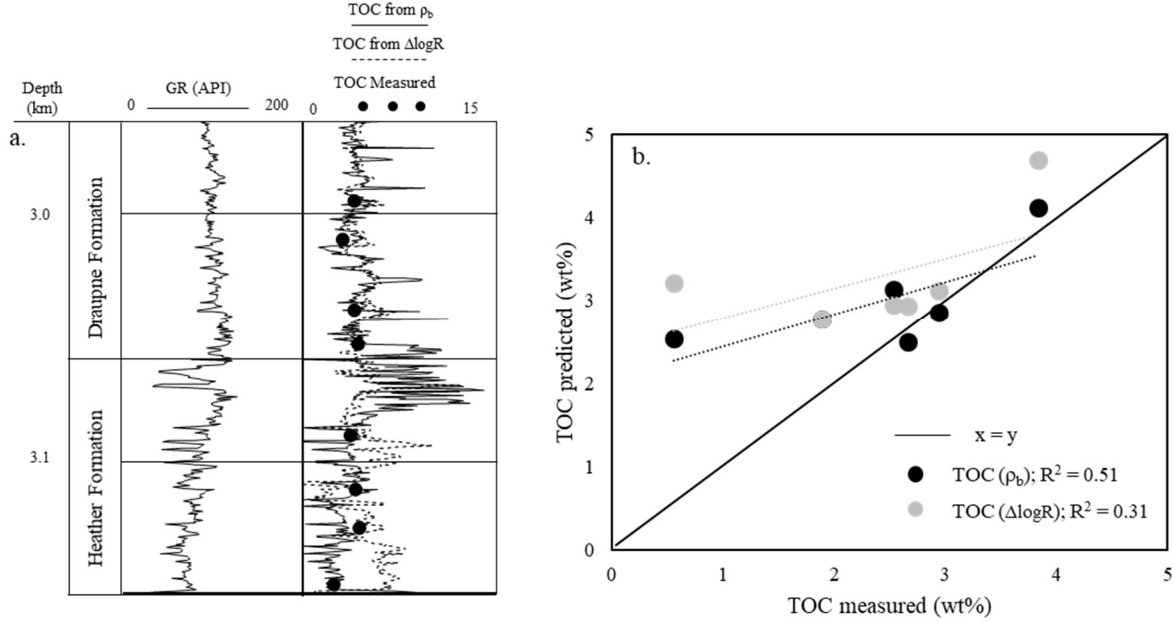 TOC from ρb
TOC from ΔlogR
TOC Measured
Depth
(km)
GR (API)
0 200
0 15
a.
3.0
3.1
Draupne Formation
Heather Formation
b.
TOC predicted (wt%)
5
4
3
2
1
0
x = y
TOC (ρb); R2 = 0.51
TOC (ΔlogR); R2 = 0.31
0 1 2 3 4 5
TOC measured (wt%)